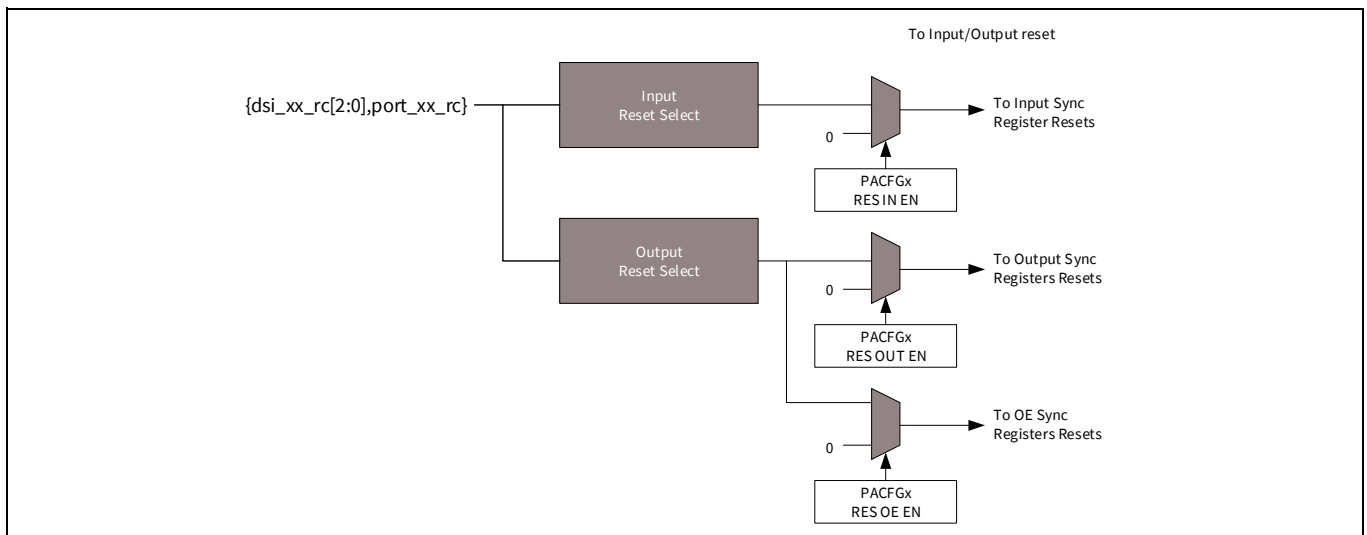 To Input/Output reset
{dsi_xx_rc[2:0],port_xx_rc}
Input
Reset Select
0
To Input Sync
Register Resets
PACFGx
RES IN EN
Output
Reset Select
0
To Output Sync
Registers Resets
PACFGx
RES OUT EN
0
To OE Sync
Registers Resets
PACFGx
RES OE EN